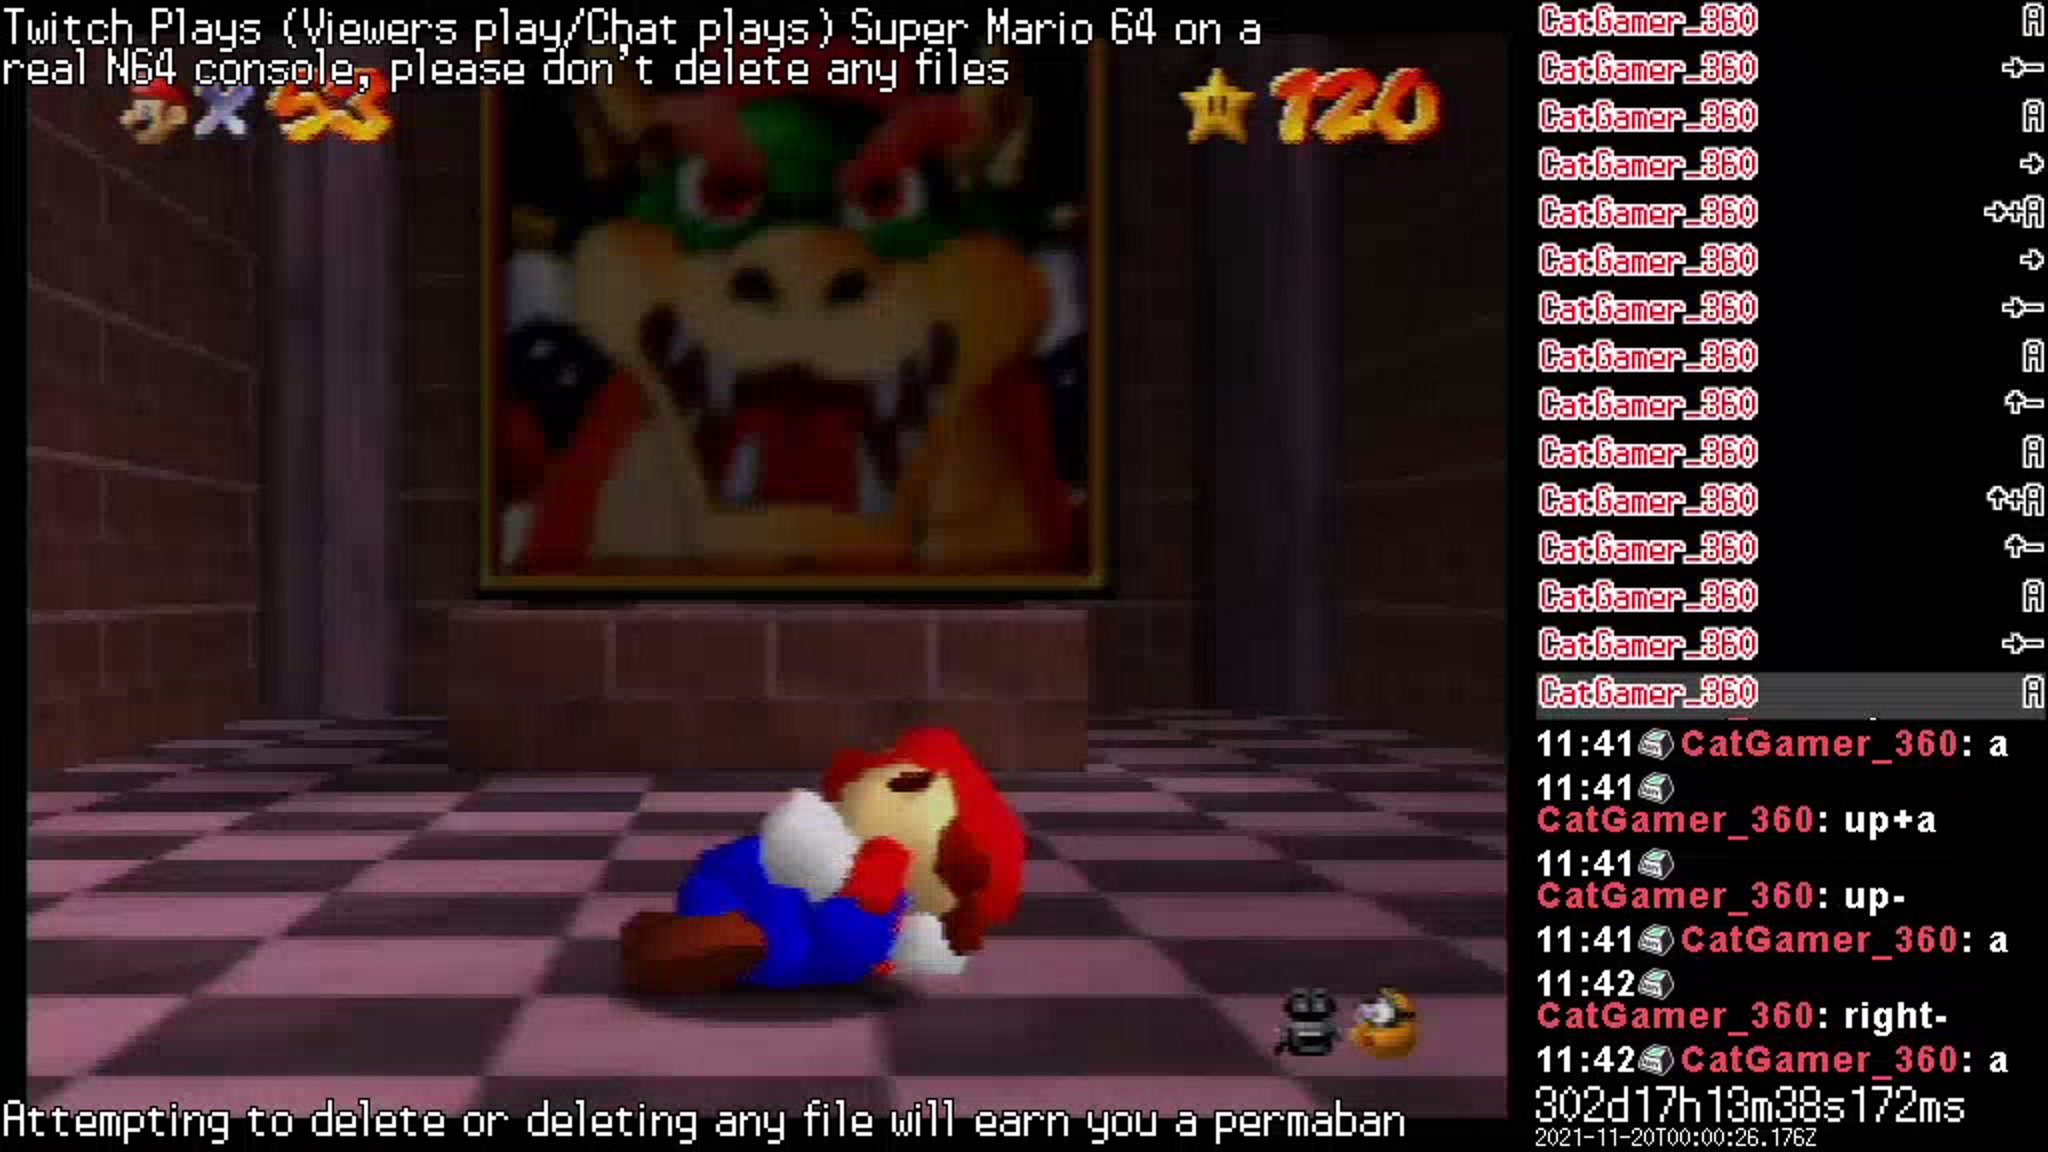 Twitch Plays (Viewers play/Chat plays) Super Mario 64 on a
real N64 console, please don't delete any files
120
CatGamer_360 A
CatGamer_360 →-
CatGamer_360 A
CatGamer_360 →
CatGamer_360 →+A
CatGamer_360 →
CatGamer_360 →-
CatGamer_360 A
CatGamer_360 ↑-
CatGamer_360 A
CatGamer_360 ↑+A
CatGamer_360 ↑-
CatGamer_360 A
CatGamer_360 →-
CatGamer_360 A
11:41 CatGamer_360: a
11:41
CatGamer_360: up+a
11:41
CatGamer_360: up-
11:41 CatGamer_360: a
11:42
CatGamer_360: right-
11:42 CatGamer_360: a
302d17h13m38s172ms
2021-11-20T00:00:26.176Z
Attempting to delete or deleting any file will earn you a permaban